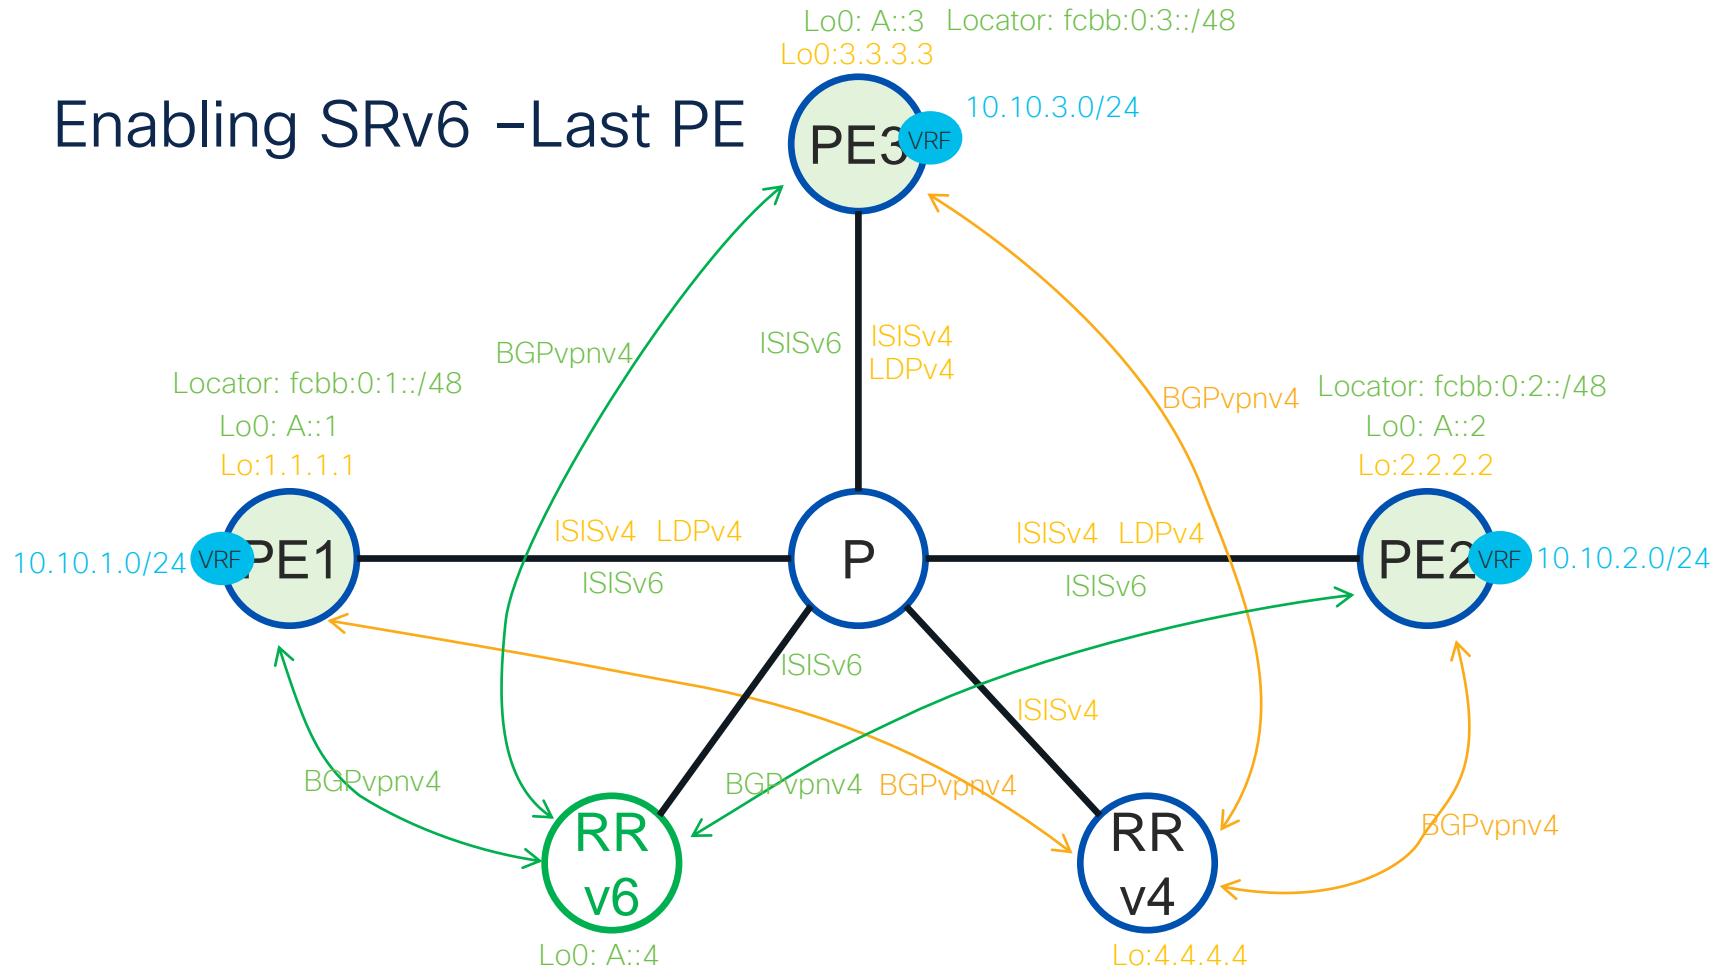 Lo0: A::3 Locator: fcbb:0:3::/48
Lo0:3.3.3.3
Enabling SRv6 –Last PE
10.10.3.0/24
PE3
VRF
BGPvpnv4
ISISv6
ISISv4
LDPv4
BGPvpnv4
Locator: fcbb:0:1::/48
Lo0: A::1
Lo:1.1.1.1
Locator: fcbb:0:2::/48
Lo0: A::2
Lo:2.2.2.2
10.10.1.0/24
VRF
PE1
ISISv4 LDPv4
ISISv6
P
ISISv4 LDPv4
ISISv6
PE2
VRF
10.10.2.0/24
ISISv6
ISISv4
BGPvpnv4
BGPvpnv4
BGPvpnv4
BGPvpnv4
RR
v6
Lo0: A::4
RR
v4
Lo:4.4.4.4